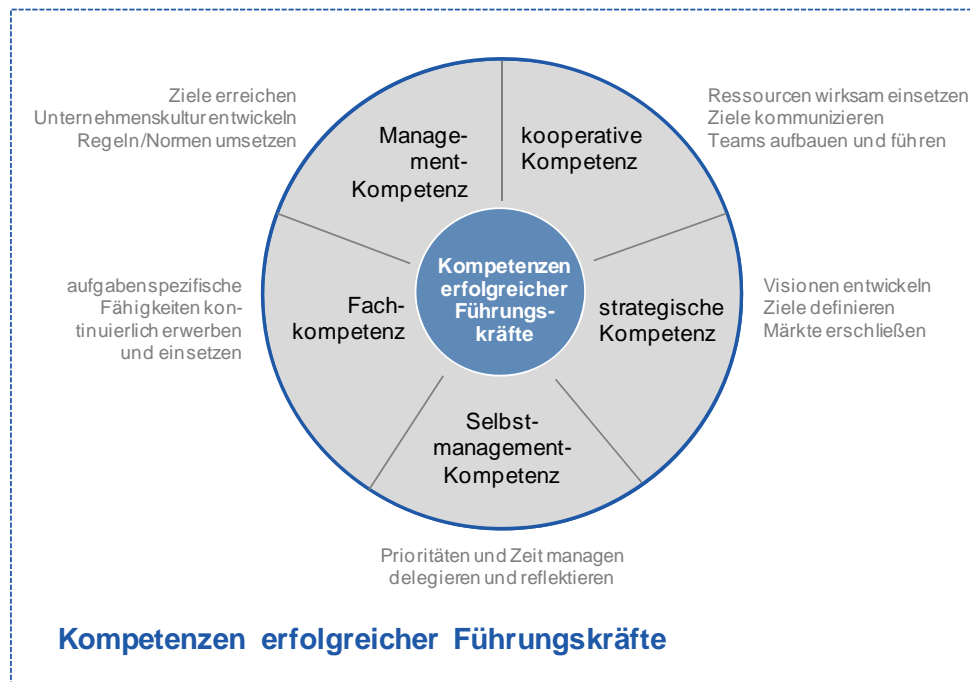 Ziele erreichen
Unternehmenskultur entwickeln
Regeln/Normen umsetzen
Manage-
ment-
Kompetenz
kooperative
Kompetenz
Ressourcen wirksam einsetzen
Ziele kommunizieren
Teams aufbauen und führen
aufgabenspezifische
Fähigkeiten kon-
tinuierlich erwerben
und einsetzen
Fach-
kompetenz
Kompetenzen
erfolgreicher
Führungs-
kräfte
strategische
Kompetenz
Visionen entwickeln
Ziele definieren
Märkte erschließen
Selbst-
management-
Kompetenz
Prioritäten und Zeit managen
delegieren und reflektieren
Kompetenzen erfolgreicher Führungskräfte